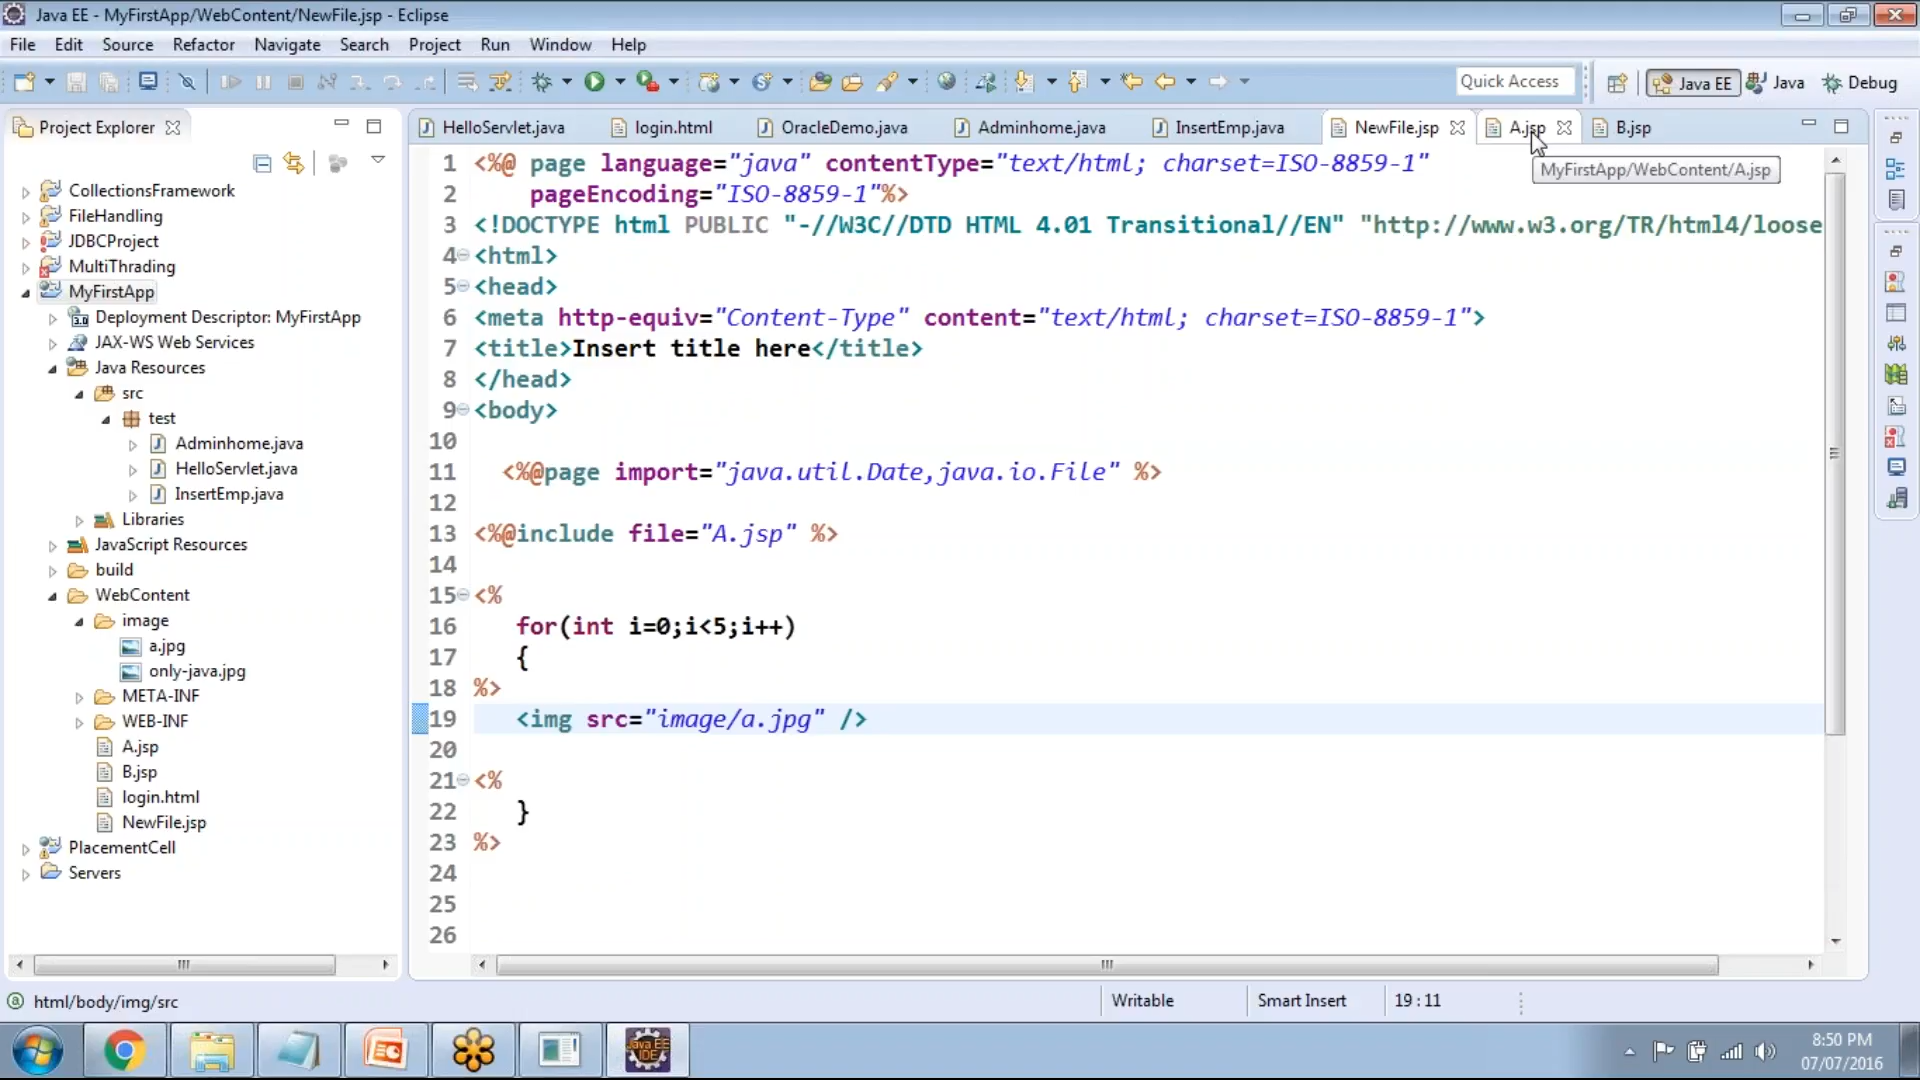 Java EE - MyFirstApp/WebContent/NewFile.jsp - Eclipse
File Edit Source Refactor Navigate Search Project Run Window Help
Quick Access Java EE Java Debug
Project Explorer
HelloServlet.java login.html OracleDemo.java Adminhome.java InsertEmp.java NewFile.jsp A.jsp B.jsp
MyFirstApp/WebContent/A.jsp
CollectionsFramework
FileHandling
JDBCProject
MultiThrading
MyFirstApp
Deployment Descriptor: MyFirstApp
JAX-WS Web Services
Java Resources
src
test
Adminhome.java
HelloServlet.java
InsertEmp.java
Libraries
JavaScript Resources
build
WebContent
image
a.jpg
only-java.jpg
META-INF
WEB-INF
A.jsp
B.jsp
login.html
NewFile.jsp
PlacementCell
Servers
1 <%@ page language="java" contentType="text/html; charset=ISO-8859-1"
2 pageEncoding="ISO-8859-1"%>
3 <!DOCTYPE html PUBLIC "-//W3C//DTD HTML 4.01 Transitional//EN" "http://www.w3.org/TR/html4/loose
4 <html>
5 <head>
6 <meta http-equiv="Content-Type" content="text/html; charset=ISO-8859-1">
7 <title>Insert title here</title>
8 </head>
9 <body>
10
11 <%@page import="java.util.Date,java.io.File" %>
12
13 <%@include file="A.jsp" %>
14
15 <%
16 for(int i=0;i<5;i++)
17 {
18 %>
19 <img src="image/a.jpg" />
20
21 <%
22 }
23 %>
24
25
26
html/body/img/src
Writable Smart Insert 19 : 11
Java EE
IDE
8:50 PM
07/07/2016